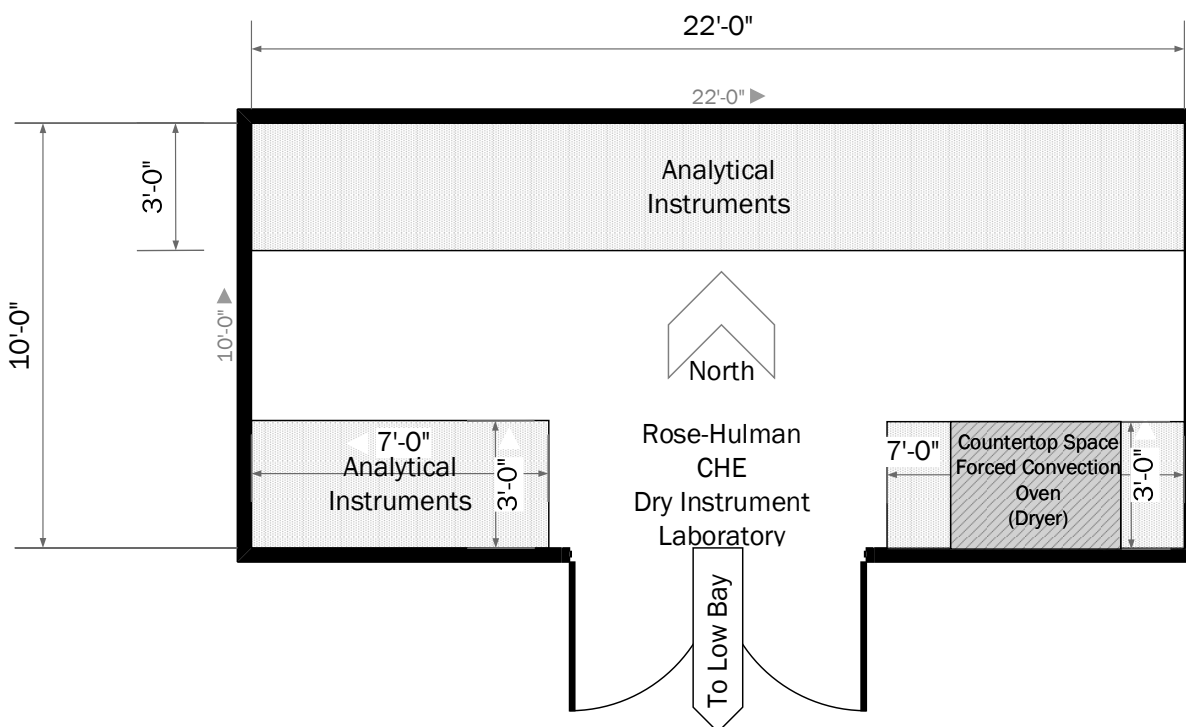 22'-0"
22'-0"
Analytical
Instruments
3'-0"
10'-0"
10'-0"
North
7'-0"
Analytical
Instruments
3'-0"
Rose-Hulman
CHE
Dry Instrument
Laboratory
7'-0"
Countertop Space
Forced Convection
Oven
(Dryer)
3'-0"
To Low Bay